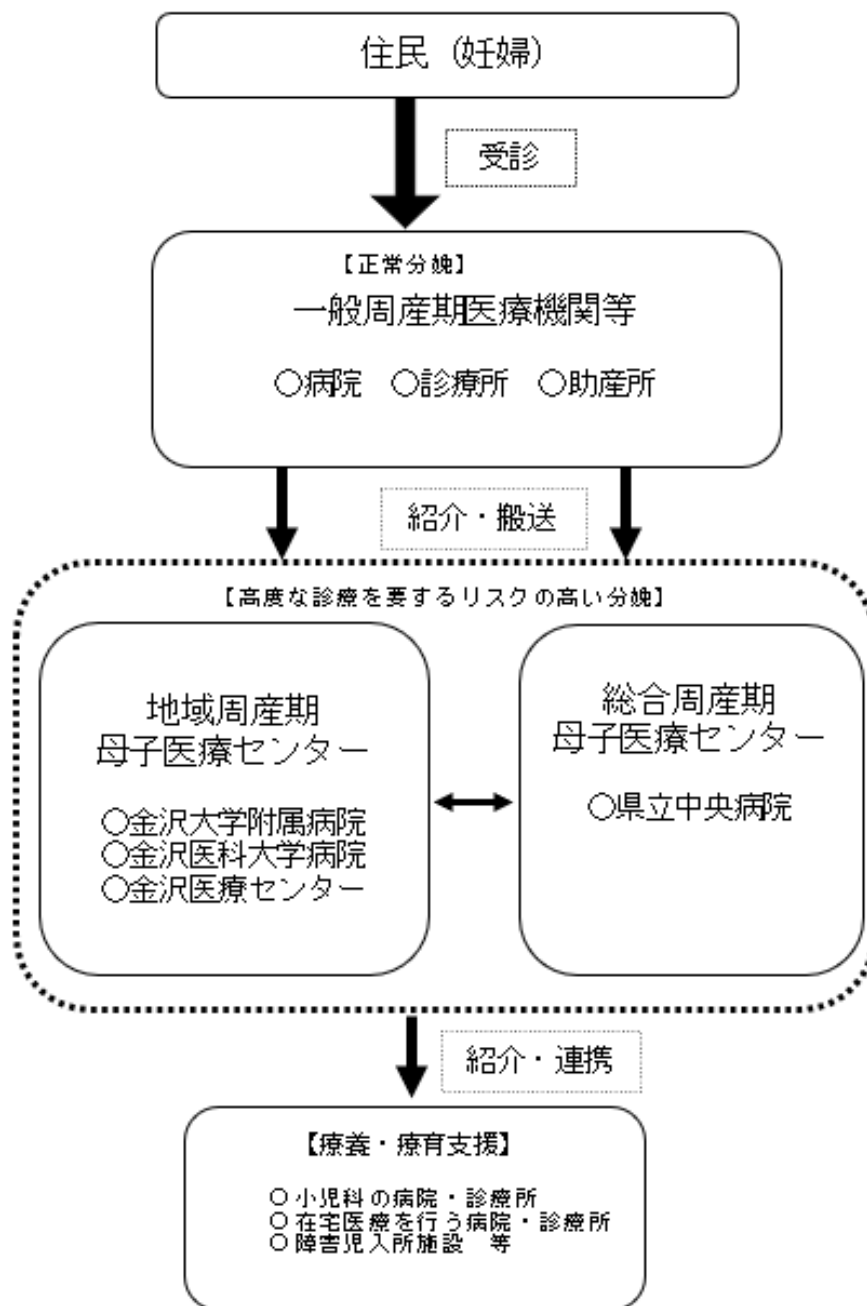 住民（妊婦）
受診
【正常分娩】
一般周産期医療機関等
○病院　○診療所　○助産所
紹介・搬送
【高度な診療を要するリスクの高い分娩】
地域周産期
母子医療センター
○金沢大学附属病院
○金沢医科大学病院
○金沢医療センター
総合周産期
母子医療センター
○県立中央病院
紹介・連携
【療養・療育支援】
○小児科の病院・診療所
○在宅医療を行う病院・診療所
○障害児入所施設　等